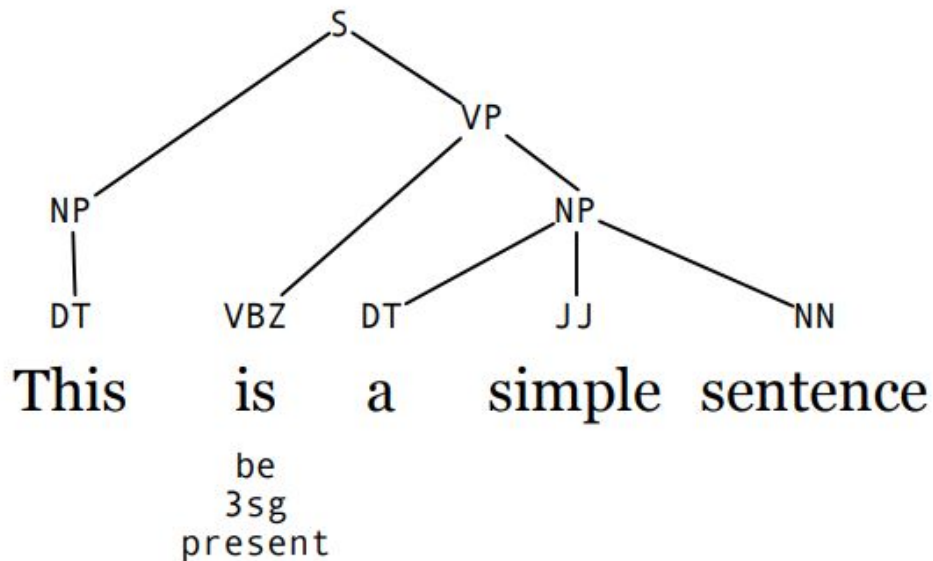 S
VP
NP NP
DT VBZ DT JJ NN
This is a simple sentence
be
3sg
present